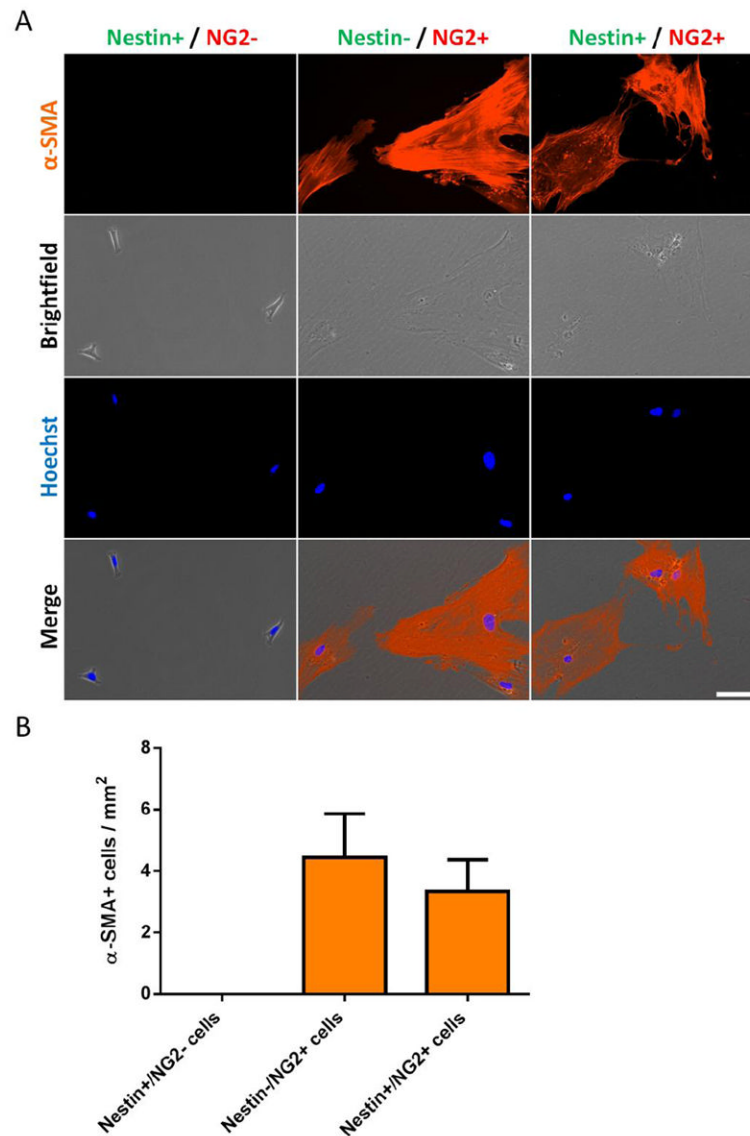 A
Nestin+ / NG2-
Nestin- / NG2+
Nestin+ / NG2+
α-SMA
Brightfield
Hoechst
Merge
B
8
6
4
2
0
α-SMA+ cells / mm²
Nestin+/NG2- cells
Nestin-/NG2+ cells
Nestin+/NG2+ cells